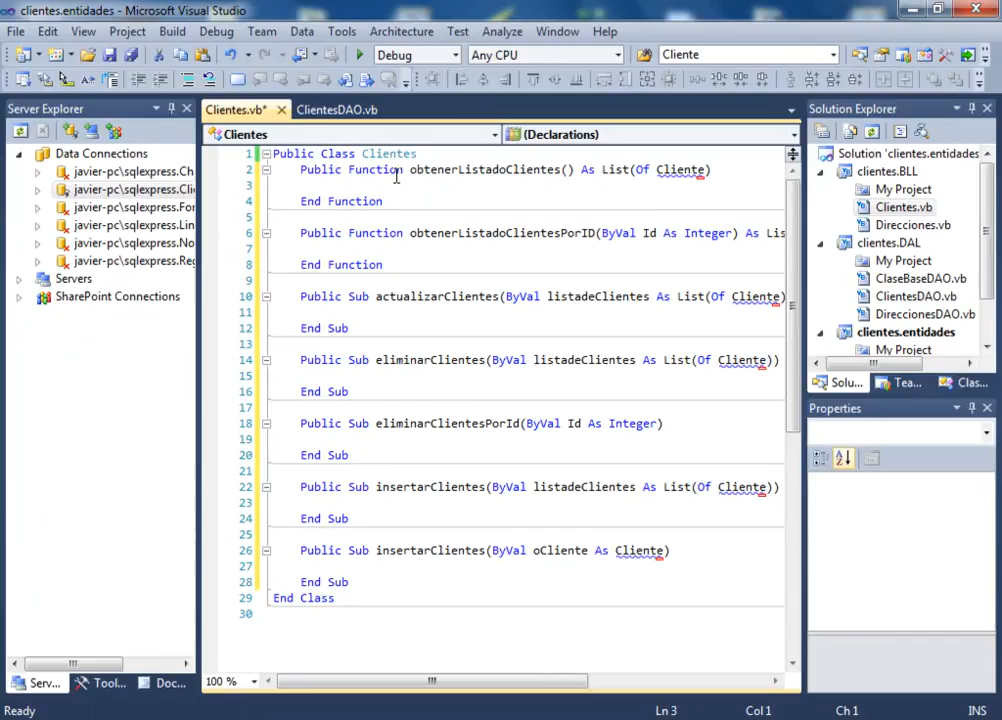 clientes.entidades - Microsoft Visual Studio
File Edit View Project Build Debug Team Data Tools Architecture Test Analyze Window Help
Debug Any CPU Cliente
Server Explorer
Data Connections
javier-pc\sqlexpress.Ch
javier-pc\sqlexpress.Clie
javier-pc\sqlexpress.For
javier-pc\sqlexpress.Lin
javier-pc\sqlexpress.No
javier-pc\sqlexpress.Reg
Servers
SharePoint Connections
Serv... Tool... Doc...
Clientes.vb* ClientesDAO.vb
Clientes (Declarations)
1 Public Class Clientes
2 Public Function obtenerListadoClientes() As List(Of Cliente)
3
4 End Function
5
6 Public Function obtenerListadoClientesPorID(ByVal Id As Integer) As Lis
7
8 End Function
9
10 Public Sub actualizarClientes(ByVal listadeClientes As List(Of Cliente)
11
12 End Sub
13
14 Public Sub eliminarClientes(ByVal listadeClientes As List(Of Cliente))
15
16 End Sub
17
18 Public Sub eliminarClientesPorId(ByVal Id As Integer)
19
20 End Sub
21
22 Public Sub insertarClientes(ByVal listadeClientes As List(Of Cliente))
23
24 End Sub
25
26 Public Sub insertarClientes(ByVal oCliente As Cliente)
27
28 End Sub
29 End Class
30
100 %
Solution Explorer
Solution 'clientes.entidades
clientes.BLL
My Project
Clientes.vb
Direcciones.vb
clientes.DAL
My Project
ClaseBaseDAO.vb
ClientesDAO.vb
DireccionesDAO.vb
clientes.entidades
My Project
Solu... Tea... Clas...
Properties
Ready Ln 3 Col 1 Ch 1 INS